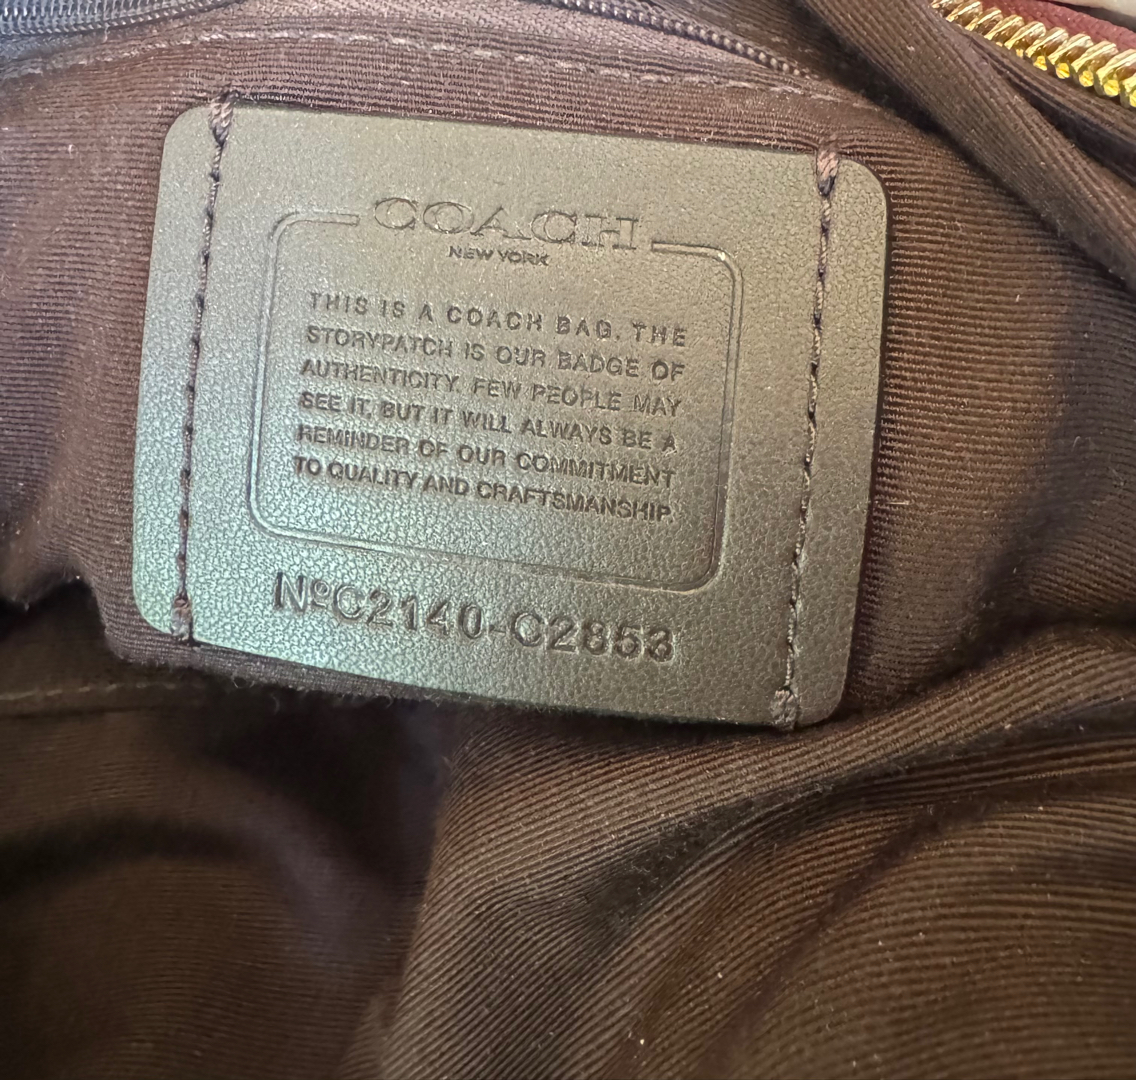 COACH
NEW YORK
THIS IS A COACH BAG. THE
STORYPATCH IS OUR BADGE OF
AUTHENTICITY. FEW PEOPLE MAY
SEE IT, BUT IT WILL ALWAYS BE A
REMINDER OF OUR COMMITMENT
TO QUALITY AND CRAFTSMANSHIP.
NºC2140-C2853